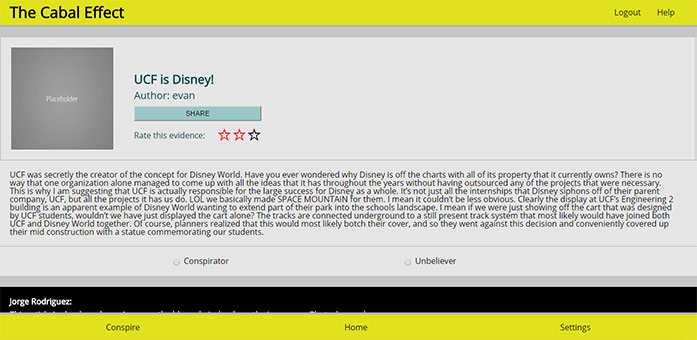 The Cabal Effect
Logout Help
Placeholder
UCF is Disney!
Author: evan
SHARE
Rate this evidence:
UCF was secretly the creator of the concept for Disney World. Have you ever wondered why Disney is off the charts with all of its property that it currently owns? There is no
way that one organization alone managed to come up with all the ideas that it has throughout the years without having outsourced any of the projects that were necessary.
This is why I am suggesting that UCF is actually responsible for the large success for Disney as a whole. It's not just all the internships that Disney siphons off of their parent
company, UCF, but all the projects it has us do. LOL we basically made SPACE MOUNTAIN for them. I mean it couldn't be less obvious. Clearly the display at UCF's Engineering 2
building is an apparent example of Disney World wanting to extend part of their park into the schools landscape. I mean if we were just showing off the cart that was designed
by UCF students, wouldn't we have just displayed the cart alone? The tracks are connected underground to a still present track system that most likely would have joined both
UCF and Disney World together. Of course, planners realized that this would most likely botch their cover, and so they went against this decision and conveniently covered up
their mid construction with a statue commemorating our students.
Conspirator Unbeliever
Jorge Rodriguez:
Conspire Home Settings